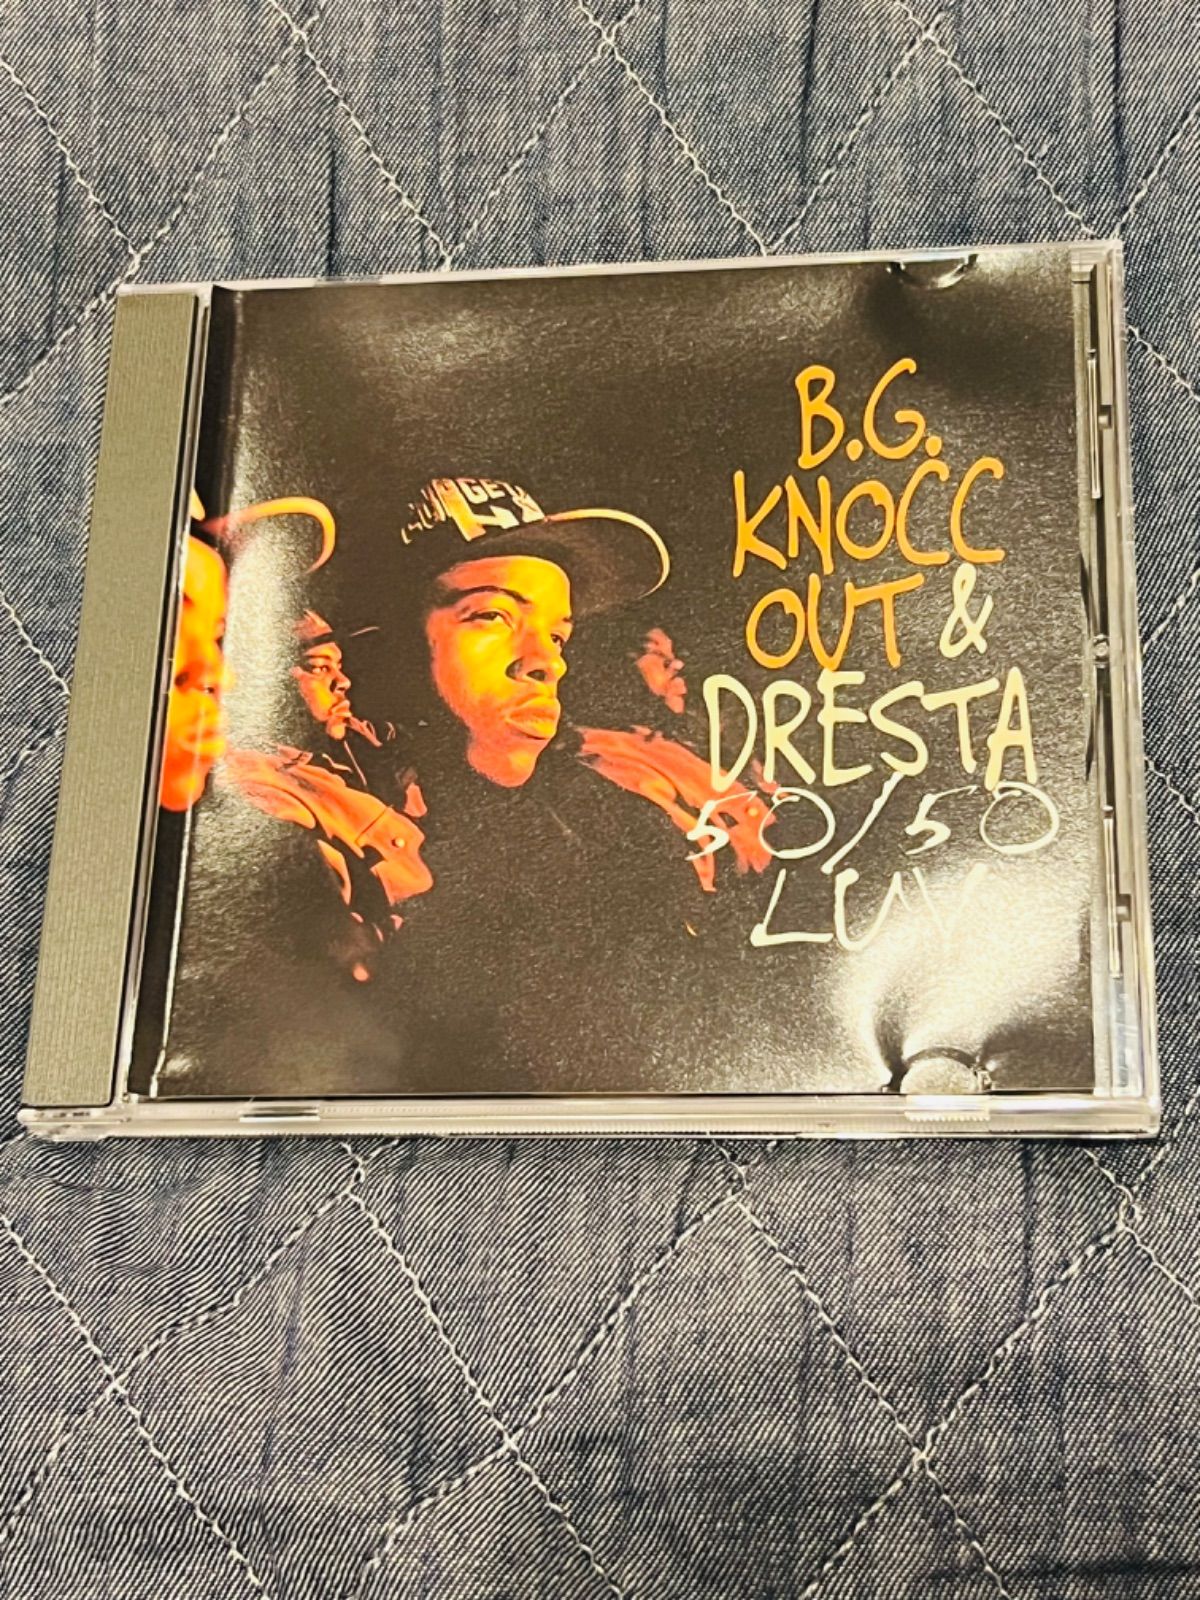 B.G.
KNOCC
OUT &
DRESTA
50/50
LUV